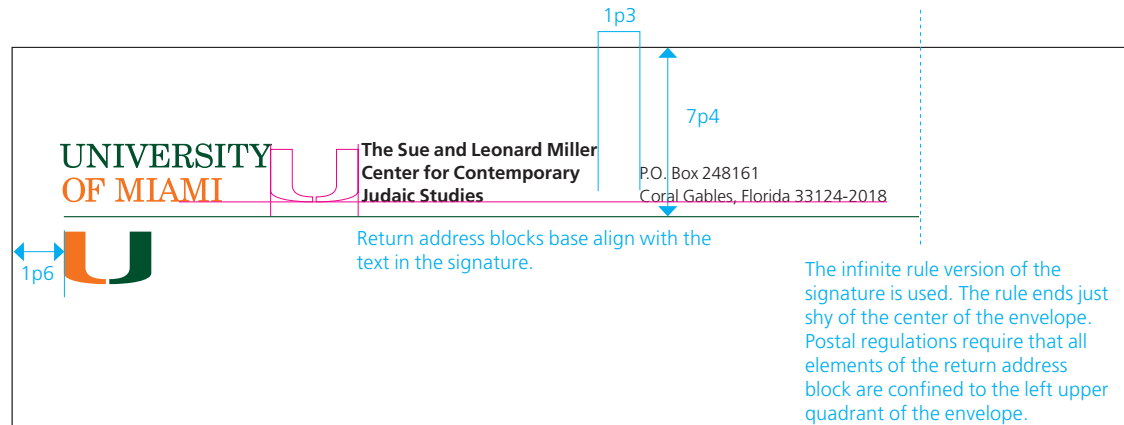 1p3
7p4
UNIVERSITY
OF MIAMI
The Sue and Leonard Miller
Center for Contemporary
Judaic Studies
P.O. Box 248161
Coral Gables, Florida 33124-2018
1p6
Return address blocks base align with the
text in the signature.
The infinite rule version of the
signature is used. The rule ends just
shy of the center of the envelope.
Postal regulations require that all
elements of the return address
block are confined to the left upper
quadrant of the envelope.